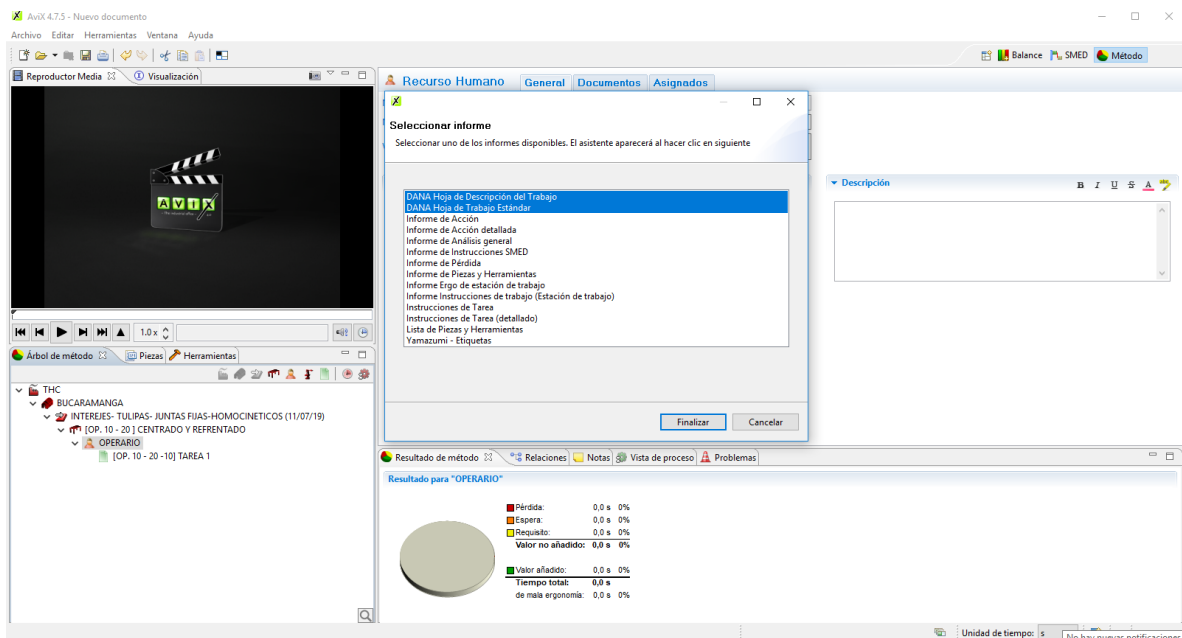 AviX 4.7.5 - Nuevo documento
Archivo Editar Herramientas Ventana Ayuda
Balance SMED Método
Reproductor Media Visualización
AVIX
1.0 x
Árbol de método Piezas Herramientas
THC
BUCARAMANGA
INTEREJES- TULIPAS- JUNTAS FIJAS-HOMOCINETICOS (11/07/19)
[OP. 10 - 20 ] CENTRADO Y REFRENTADO
OPERARIO
[OP. 10 - 20 -10] TAREA 1
Recurso Humano General Documentos Asignados
Seleccionar informe
Seleccionar uno de los informes disponibles. El asistente aparecerá al hacer clic en siguiente
DANA Hoja de Descripción del Trabajo
DANA Hoja de Trabajo Estándar
Informe de Acción
Informe de Acción detallada
Informe de Análisis general
Informe de Instrucciones SMED
Informe de Pérdida
Informe de Piezas y Herramientas
Informe Ergo de estación de trabajo
Informe Instrucciones de trabajo (Estación de trabajo)
Instrucciones de Tarea
Instrucciones de Tarea (detallado)
Lista de Piezas y Herramientas
Yamazumi - Etiquetas
Finalizar Cancelar
Descripción B I U S A
Resultado de método Relaciones Notas Vista de proceso Problemas
Resultado para "OPERARIO"
Pérdida: 0,0 s 0%
Espera: 0,0 s 0%
Requisito: 0,0 s 0%
Valor no añadido: 0,0 s 0%
Valor añadido: 0,0 s 0%
Tiempo total: 0,0 s
de mala ergonomía: 0,0 s 0%
Unidad de tiempo: s
No hay nuevas notificaciones